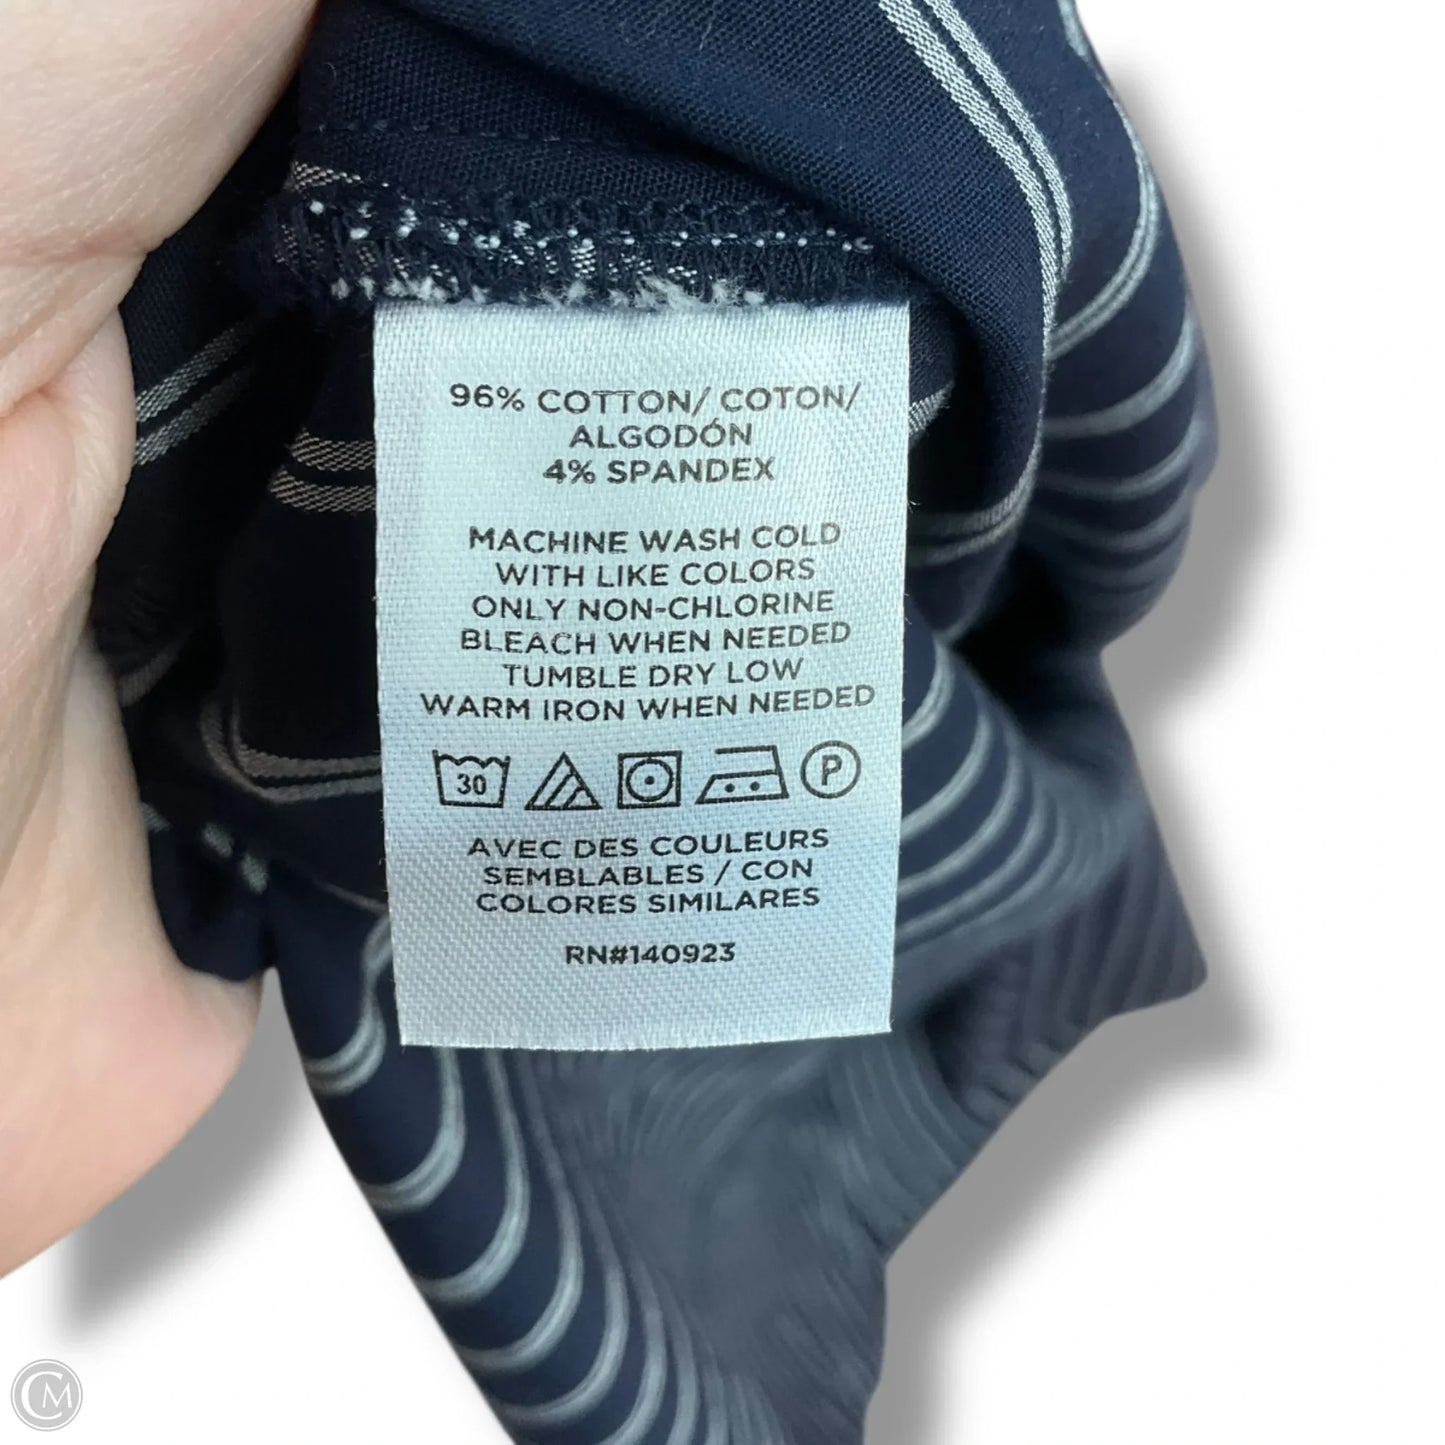 96% COTTON/ COTON/
ALGODÓN
4% SPANDEX
MACHINE WASH COLD
WITH LIKE COLORS
ONLY NON-CHLORINE
BLEACH WHEN NEEDED
TUMBLE DRY LOW
WARM IRON WHEN NEEDED
30 P
AVEC DES COULEURS
SEMBLABLES / CON
COLORES SIMILARES
RN#140923
CM